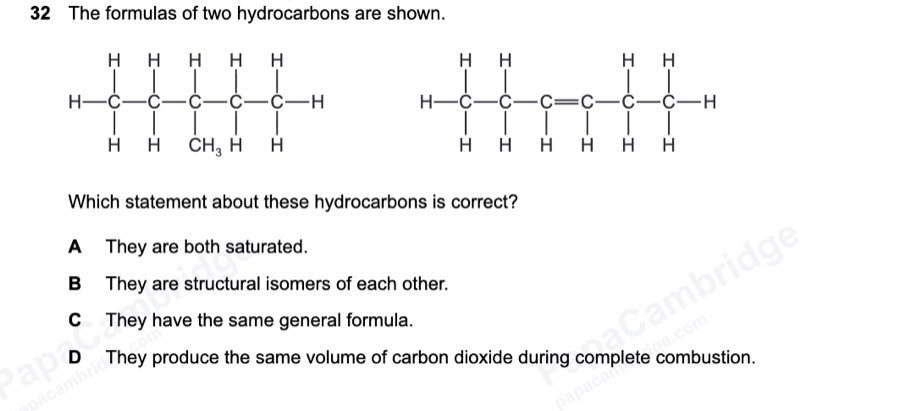 32 The formulas of two hydrocarbons are shown.
H H H H H H H H H
H—C—C—C—C—C—H H—C—C—C=C—C—C—H
H H CH₃ H H H H H H H H
Which statement about these hydrocarbons is correct?
A They are both saturated.
B They are structural isomers of each other.
C They have the same general formula.
D They produce the same volume of carbon dioxide during complete combustion.
PapaCambridge
PapaCambridge
papacambridge.com
papacambridge.com